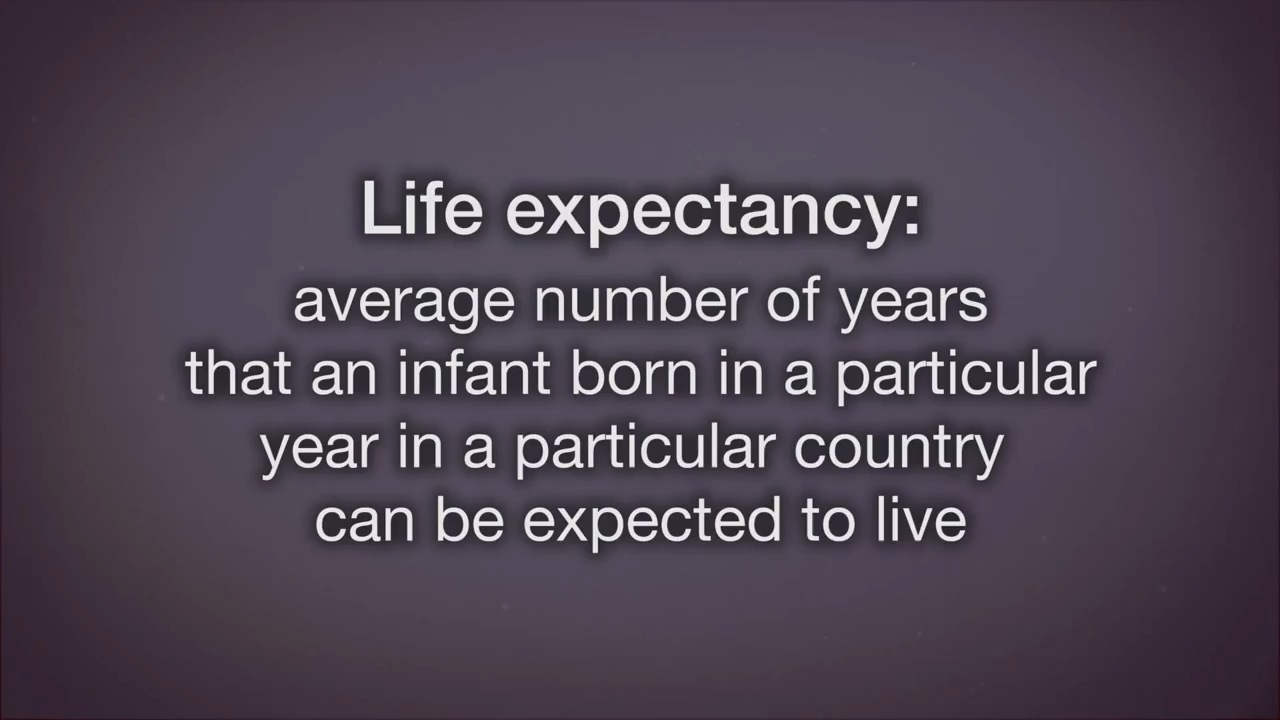 Life expectancy:
average number of years
that an infant born in a particular
year in a particular country
can be expected to live